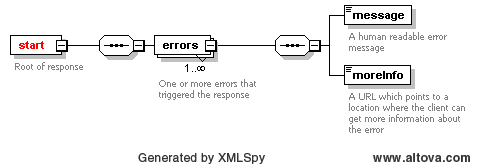 message
A human readable error
message
start
Root of response
errors
1..∞
One or more errors that
triggered the response
moreInfo
A URL which points to a
location where the client can
get more information about
the error
Generated by XMLSpy
www.altova.com